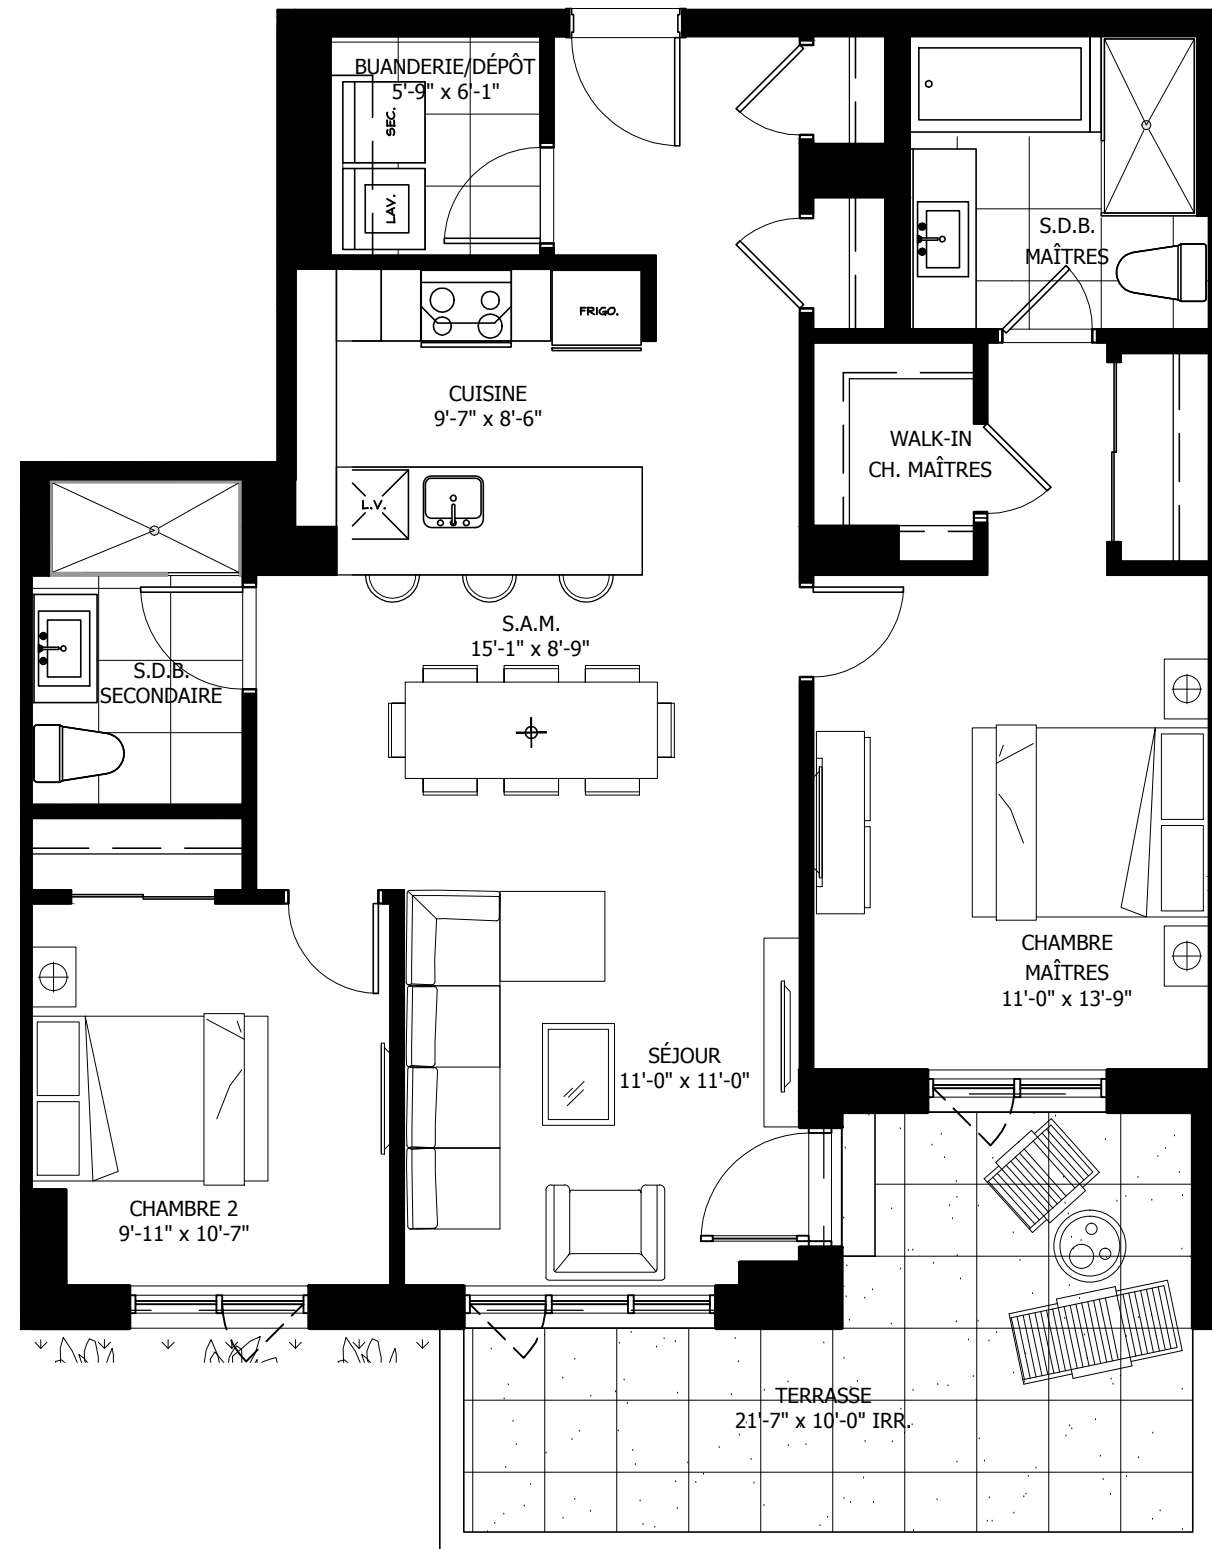 BUANDERIE/DÉPÔT
5'-9" x 6'-1"
SEC.
LAV.
S.D.B.
MAÎTRES
FRIGO.
CUISINE
9'-7" x 8'-6"
WALK-IN
CH. MAÎTRES
L.V.
S.A.M.
15'-1" x 8'-9"
S.D.B.
SECONDAIRE
CHAMBRE
MAÎTRES
11'-0" x 13'-9"
SÉJOUR
11'-0" x 11'-0"
CHAMBRE 2
9'-11" x 10'-7"
TERRASSE
21'-7" x 10'-0" IRR.